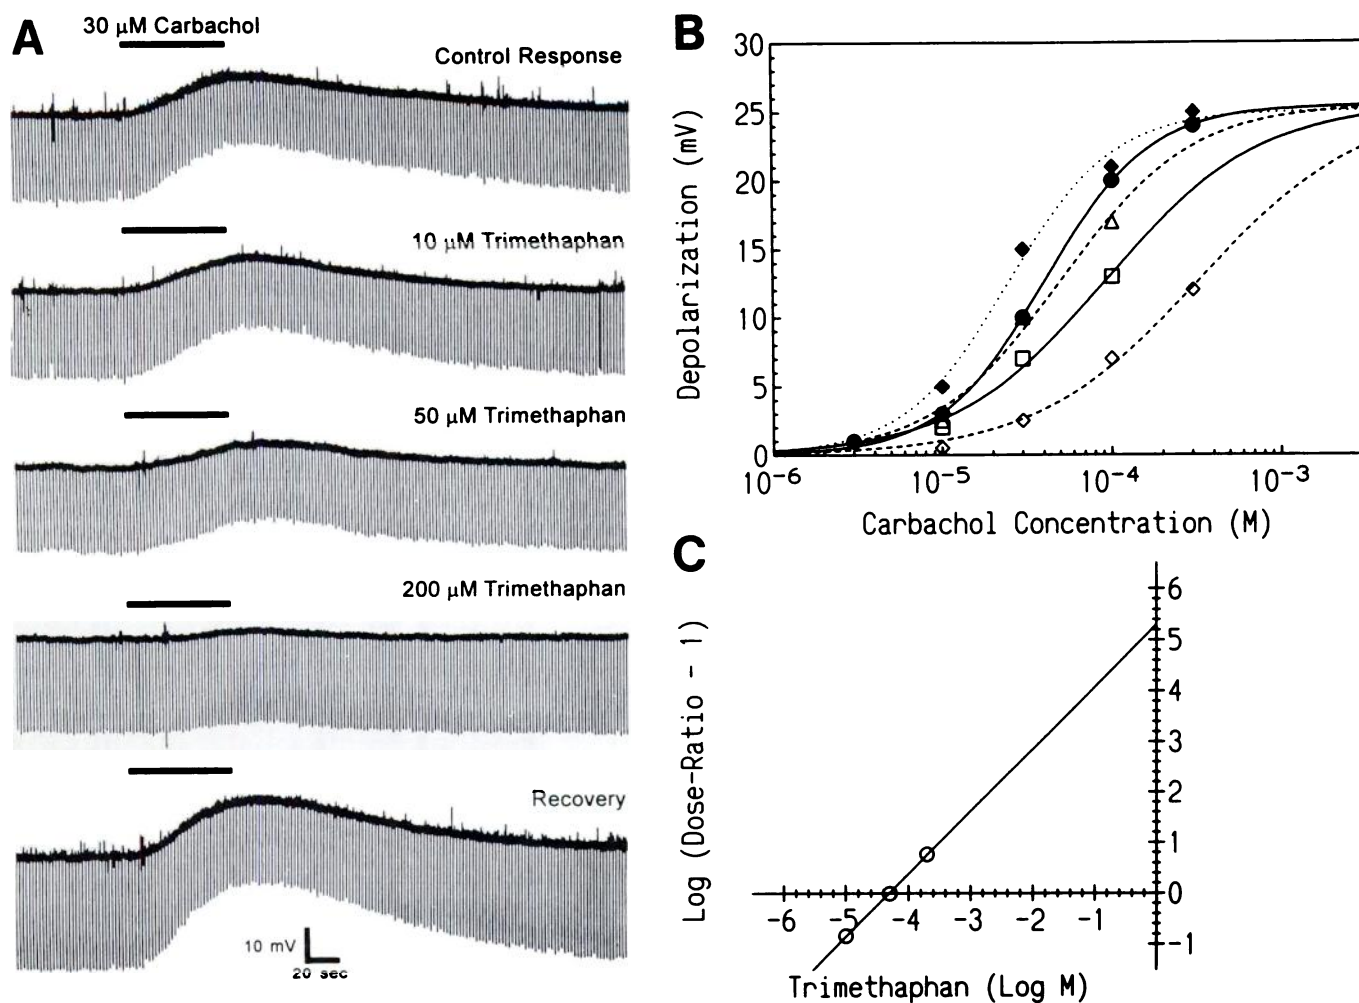 A
30 µM Carbachol
Control Response
10 µM Trimethaphan
50 µM Trimethaphan
200 µM Trimethaphan
Recovery
10 mV
20 sec
B
Depolarization (mV)
30
25
20
15
10
5
0
10-6
10-5
10-4
10-3
Carbachol Concentration (M)
C
Log (Dose-Ratio - 1)
6
5
4
3
2
1
0
-1
-6
-5
-4
-3
-2
-1
Trimethaphan (Log M)